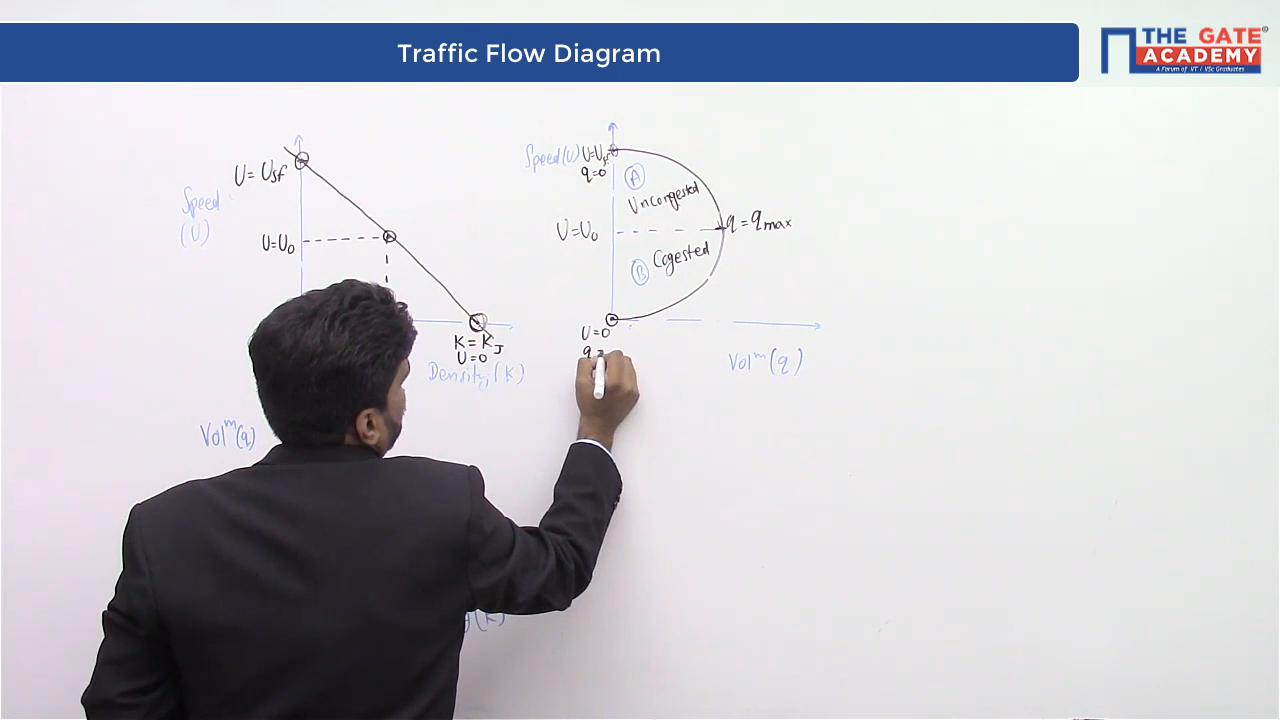 Traffic Flow Diagram
THE GATE
ACADEMY
A Forum of IIT / IISc Graduates
U = Usf
Speed
(U)
U=U0
K = KJ
U=0
Density (K)
Volm(q)
Speed(U) U=Usf
q=0
A
Uncongested
U=U0
q = qmax
B
Cogested
U=0
q =
Volm(q)
(K)